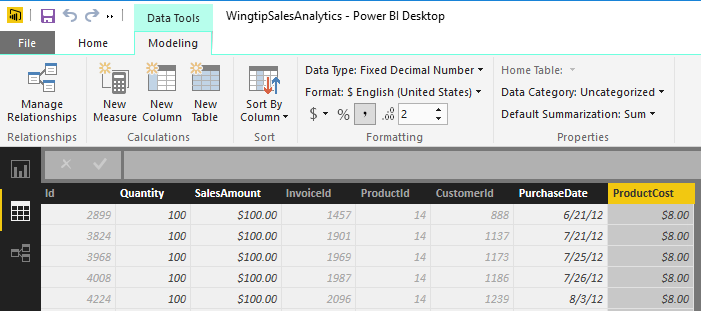 Data Tools WingtipSalesAnalytics - Power BI Desktop
File Home Modeling
Manage Relationships
New Measure
New Column
New Table
Sort By Column
Data Type: Fixed Decimal Number
Format: $ English (United States)
$ % , .00 2
Home Table:
Data Category: Uncategorized
Default Summarization: Sum
Relationships Calculations Sort Formatting Properties
Id Quantity SalesAmount InvoiceId ProductId CustomerId PurchaseDate ProductCost
2899 100 $100.00 1457 14 888 6/21/12 $8.00
3824 100 $100.00 1901 14 1137 7/21/12 $8.00
3968 100 $100.00 1969 14 1173 7/25/12 $8.00
4008 100 $100.00 1987 14 1186 7/26/12 $8.00
4224 100 $100.00 2096 14 1239 8/3/12 $8.00